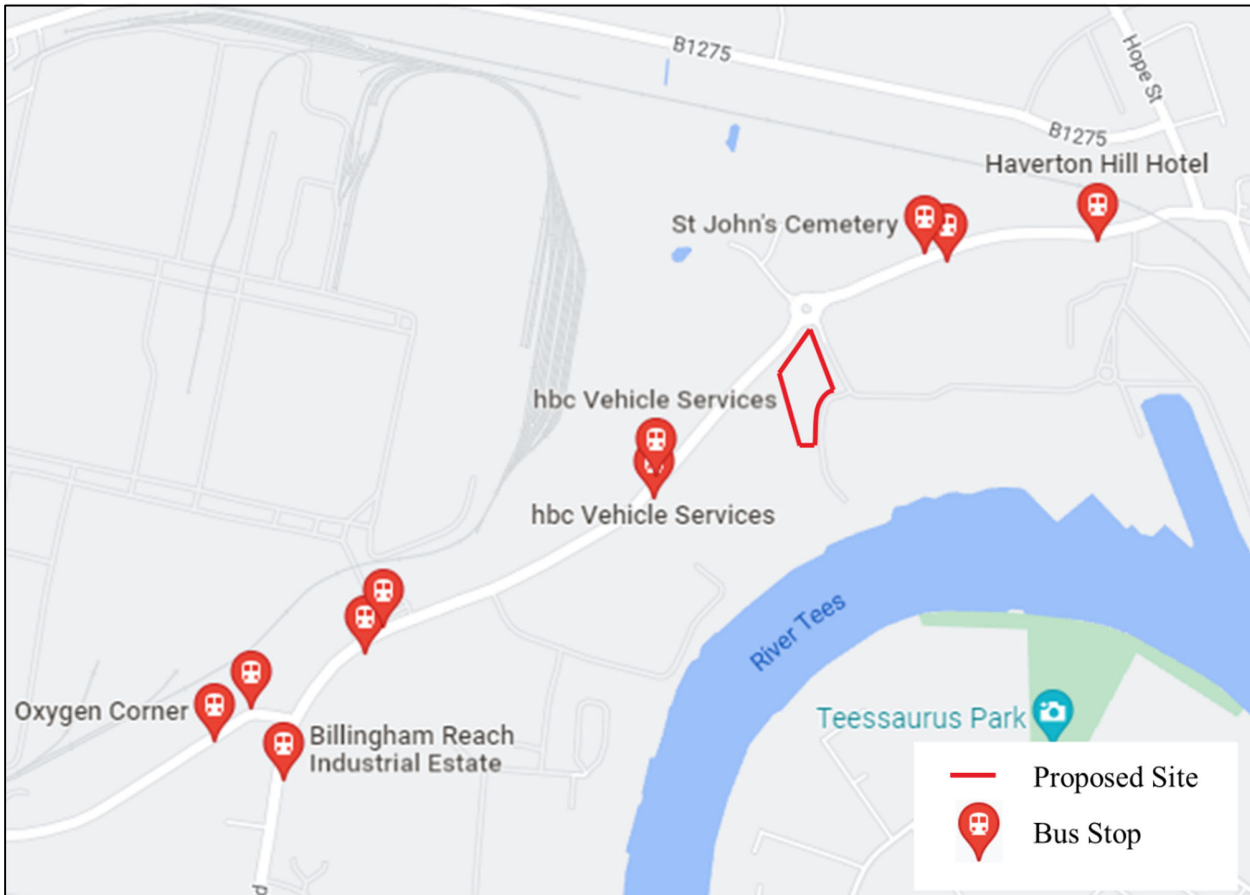 B1275
Hope St
B1275
Haverton Hill Hotel
St John's Cemetery
hbc Vehicle Services
hbc Vehicle Services
River Tees
Oxygen Corner
Billingham Reach
Industrial Estate
Teessaurus Park
Proposed Site
Bus Stop